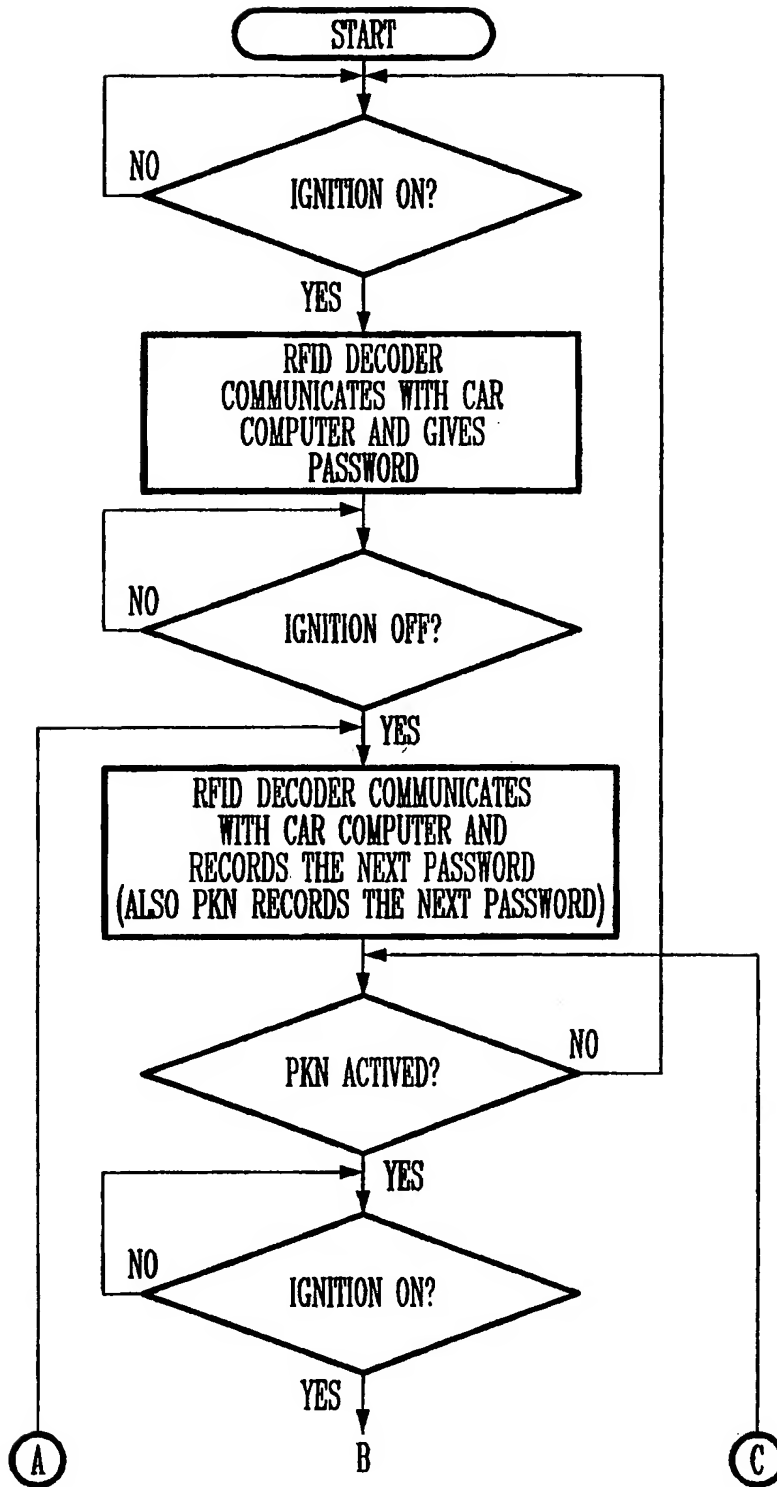 START
NO
IGNITION ON?
YES
RFID DECODER
COMMUNICATES WITH CAR
COMPUTER AND GIVES
PASSWORD
NO
IGNITION OFF?
YES
RFID DECODER COMMUNICATES
WITH CAR COMPUTER AND
RECORDS THE NEXT PASSWORD
(ALSO PKN RECORDS THE NEXT PASSWORD)
NO
PKN ACTIVED?
YES
NO
IGNITION ON?
YES
A
B
C